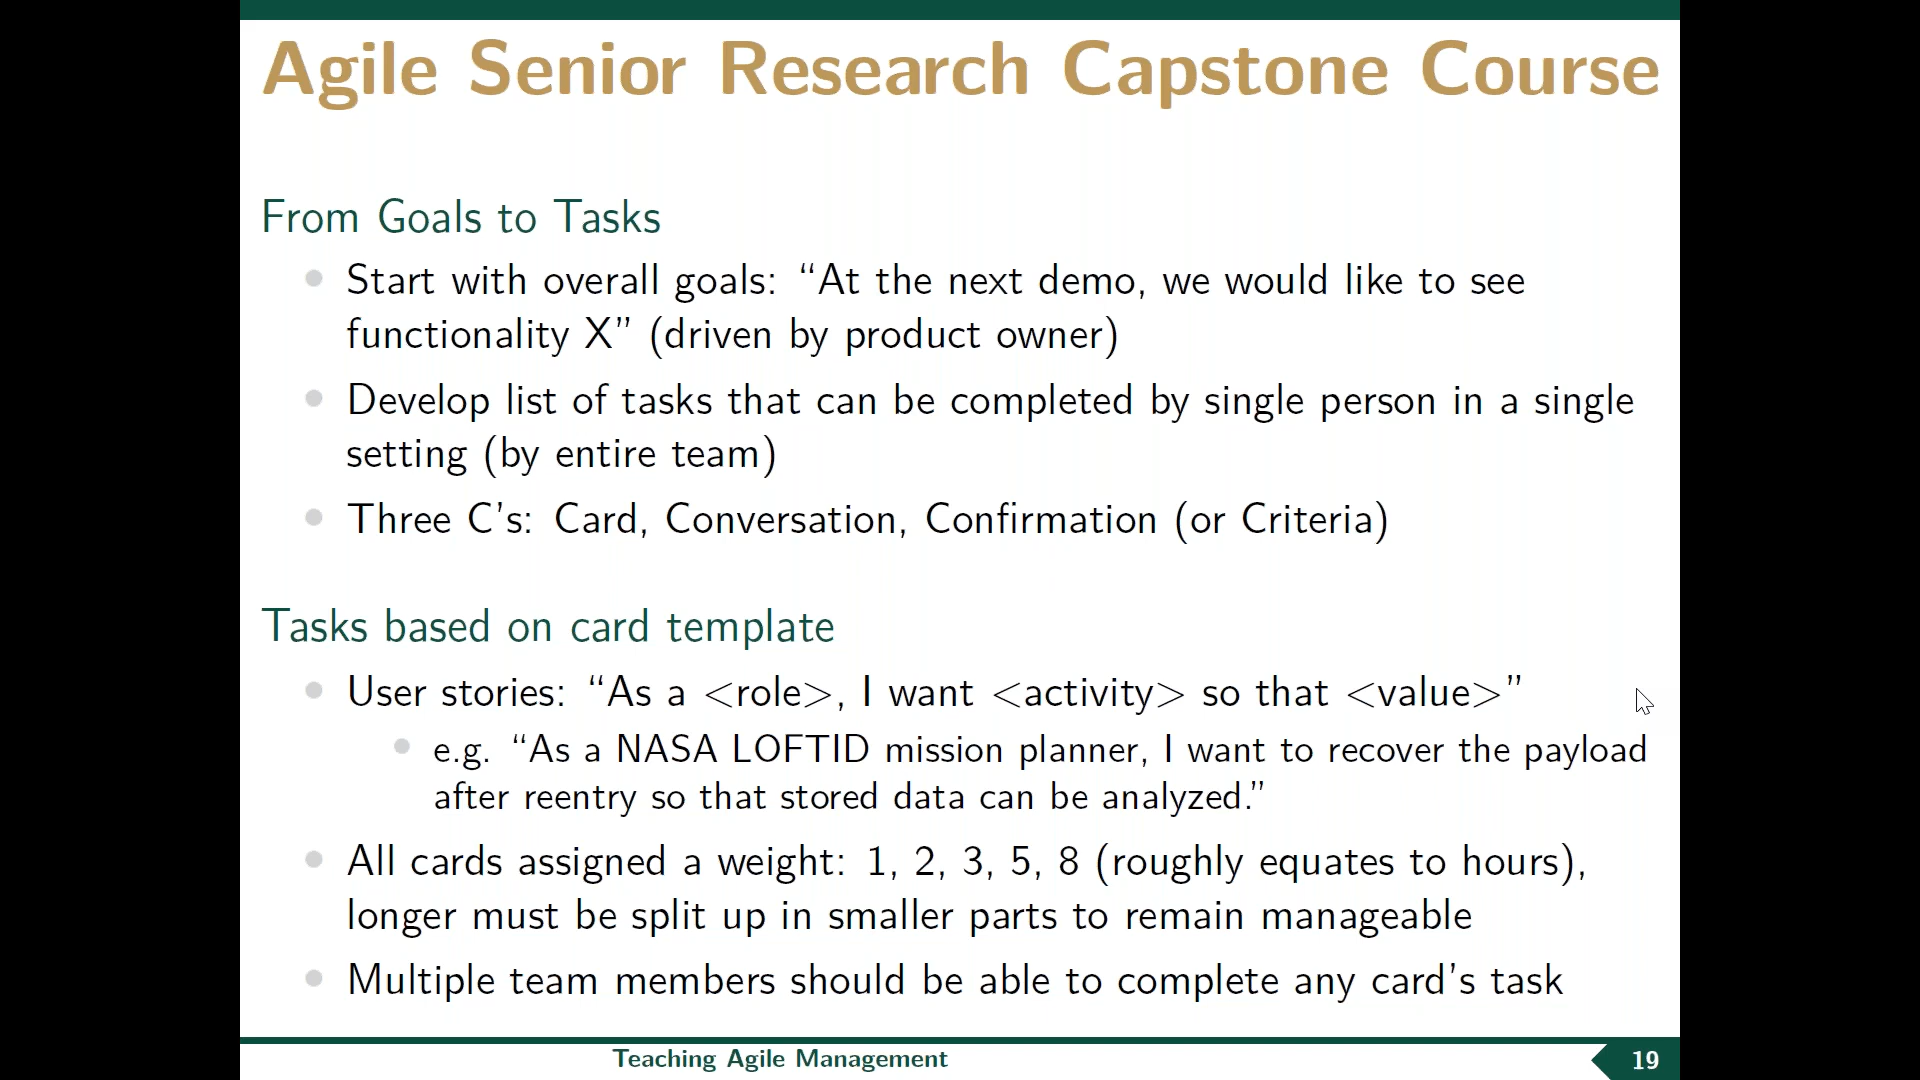 Agile Senior Research Capstone Course
From Goals to Tasks
Start with overall goals: “At the next demo, we would like to see
functionality X” (driven by product owner)
Develop list of tasks that can be completed by single person in a single
setting (by entire team)
Three C’s: Card, Conversation, Confirmation (or Criteria)
Tasks based on card template
User stories: “As a <role>, I want <activity> so that <value>”
e.g. “As a NASA LOFTID mission planner, I want to recover the payload
after reentry so that stored data can be analyzed.”
All cards assigned a weight: 1, 2, 3, 5, 8 (roughly equates to hours),
longer must be split up in smaller parts to remain manageable
Multiple team members should be able to complete any card’s task
Teaching Agile Management
19